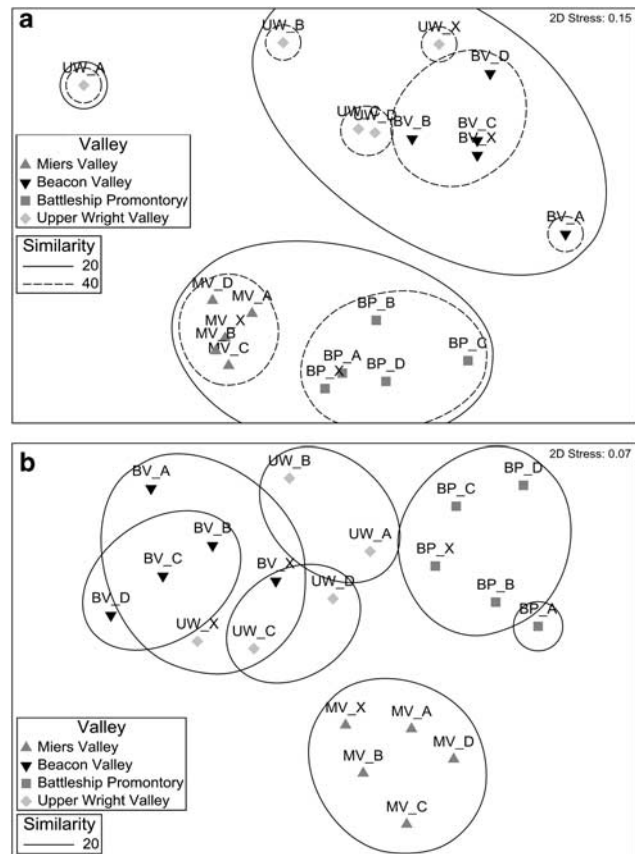 a
2D Stress: 0.15
UW_B
UW_X
BV_D
UW_A
UW_C
UW_D
BV_B
BV_C
BV_X
BV_A
Valley
Miers Valley
Beacon Valley
Battleship Promontory/
Upper Wright Valley
Similarity
20
40
MV_D
MV_A
MV_X
MV_B
MV_C
BP_B
BP_C
BP_A
BP_X
BP_D
b
2D Stress: 0.07
BV_A
UW_B
BP_D
BP_C
BV_B
UW_A
BV_C
BV_X
BP_X
UW_D
BV_D
BP_B
BP_A
UW_X
UW_C
MV_X
MV_A
MV_D
MV_B
MV_C
Valley
Miers Valley
Beacon Valley
Battleship Promontory
Upper Wright Valley
Similarity
20